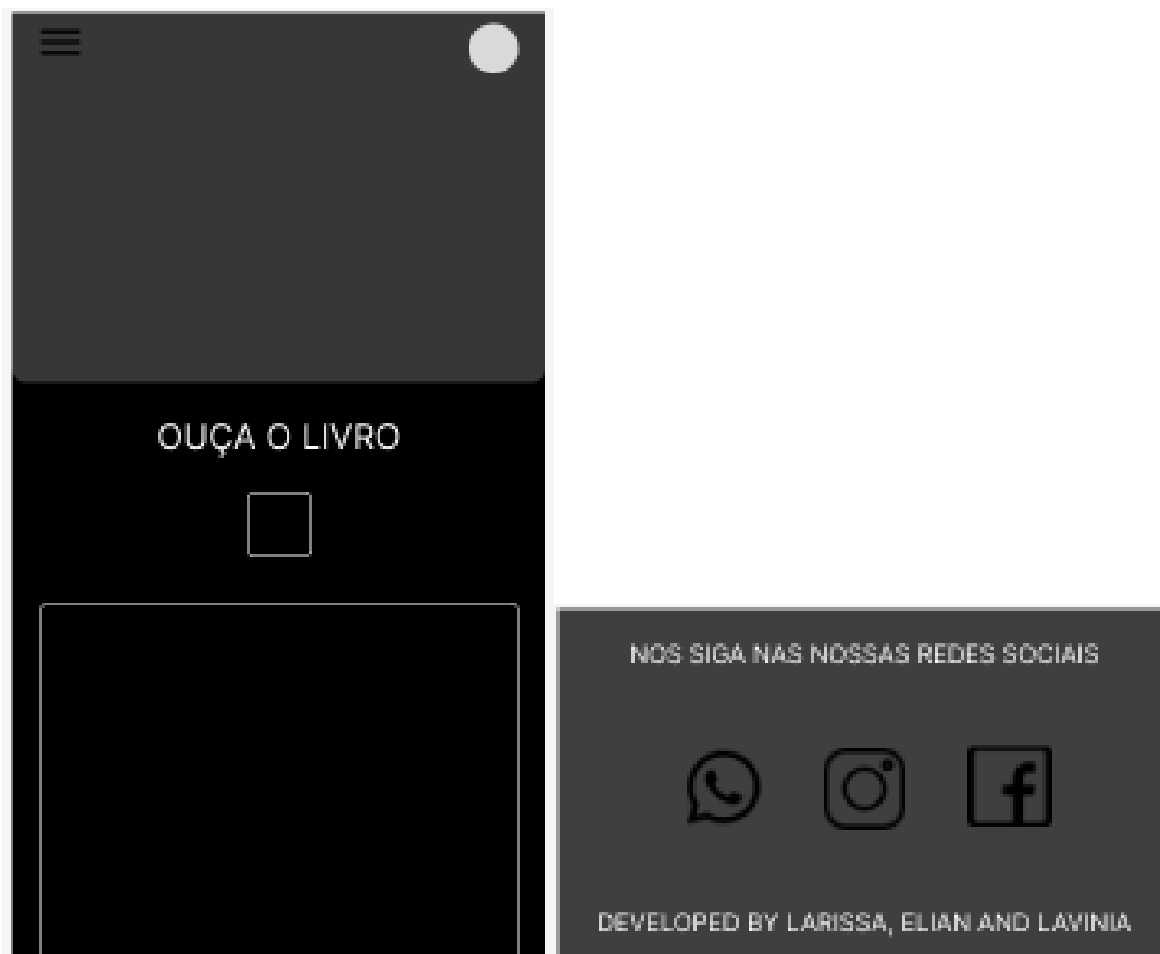 OUÇA O LIVRO
NOS SIGA NAS NOSSAS REDES SOCIAIS
DEVELOPED BY LARISSA, ELIAN AND LAVINIA